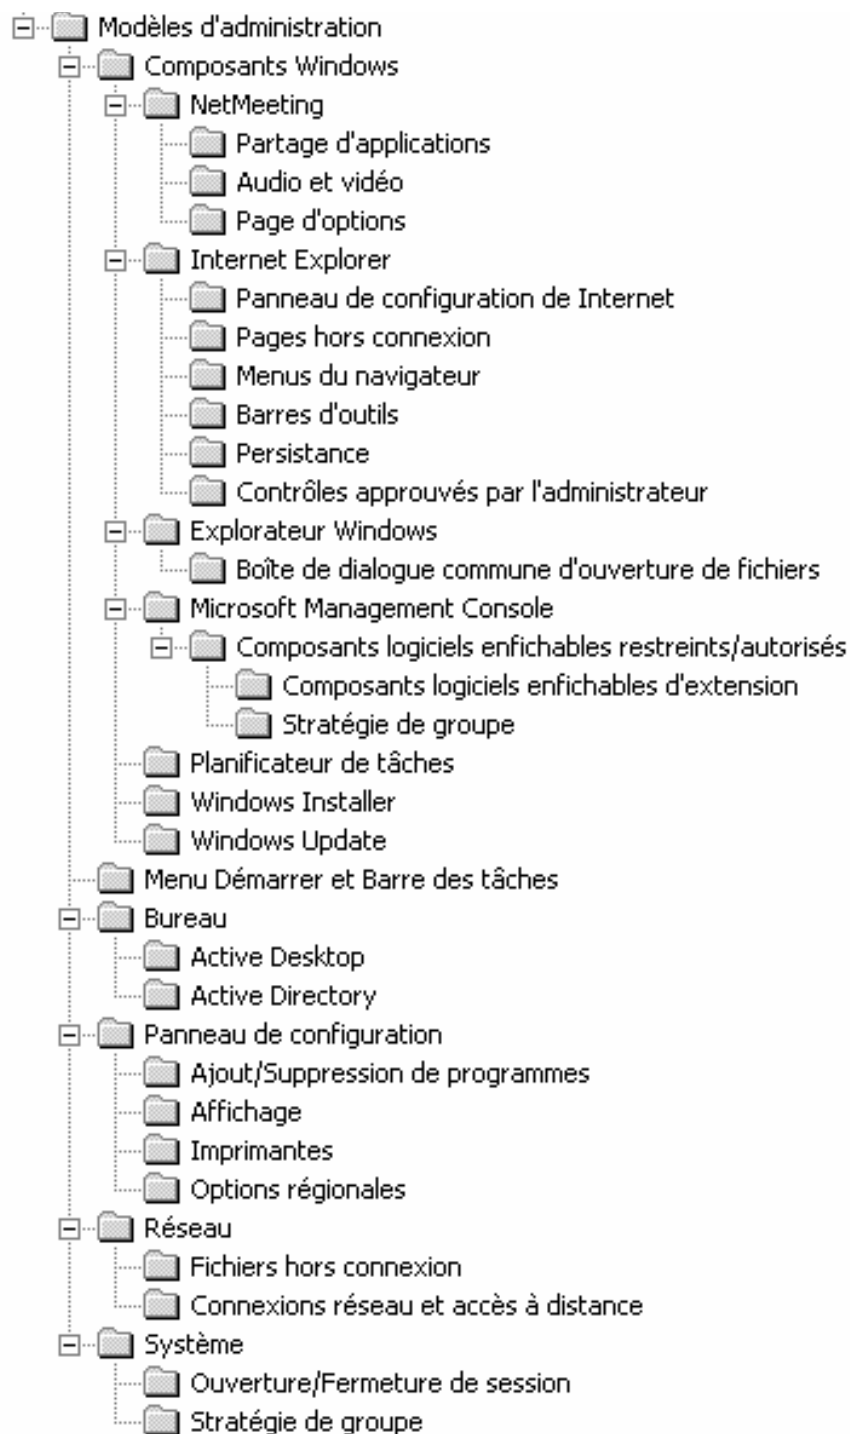 Modèles d'administration
Composants Windows
NetMeeting
Partage d'applications
Audio et vidéo
Page d'options
Internet Explorer
Panneau de configuration de Internet
Pages hors connexion
Menus du navigateur
Barres d'outils
Persistance
Contrôles approuvés par l'administrateur
Explorateur Windows
Boîte de dialogue commune d'ouverture de fichiers
Microsoft Management Console
Composants logiciels enfichables restreints/autorisés
Composants logiciels enfichables d'extension
Stratégie de groupe
Planificateur de tâches
Windows Installer
Windows Update
Menu Démarrer et Barre des tâches
Bureau
Active Desktop
Active Directory
Panneau de configuration
Ajout/Suppression de programmes
Affichage
Imprimantes
Options régionales
Réseau
Fichiers hors connexion
Connexions réseau et accès à distance
Système
Ouverture/Fermeture de session
Stratégie de groupe